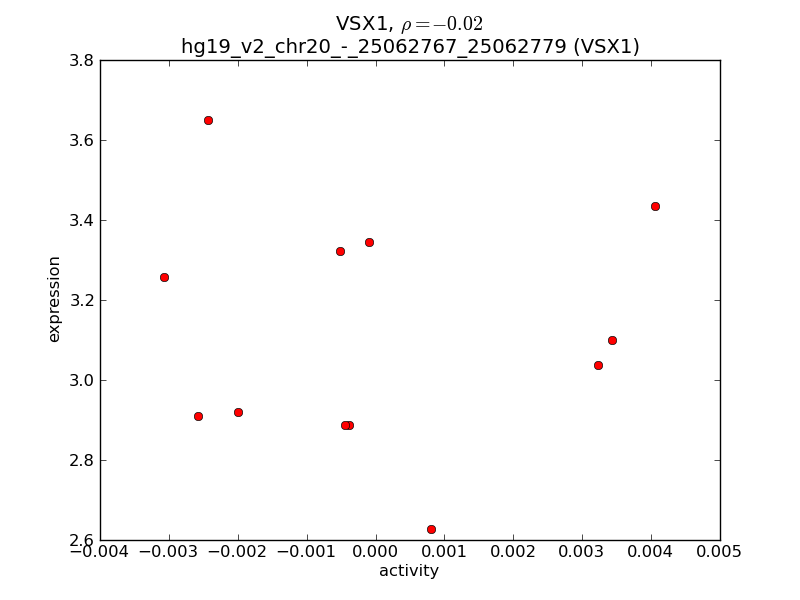 VSX1, ρ=−0.02
hg19_v2_chr20_-_25062767_25062779 (VSX1)
3.8
3.6
3.4
3.2
3.0
2.8
2.6
expression
−0.004 −0.003 −0.002 −0.001 0.000 0.001 0.002 0.003 0.004 0.005
activity